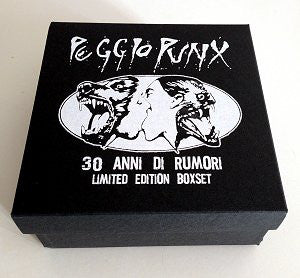 PEGGIO PUNX
30 ANNI DI RUMORI
LIMITED EDITION BOXSET